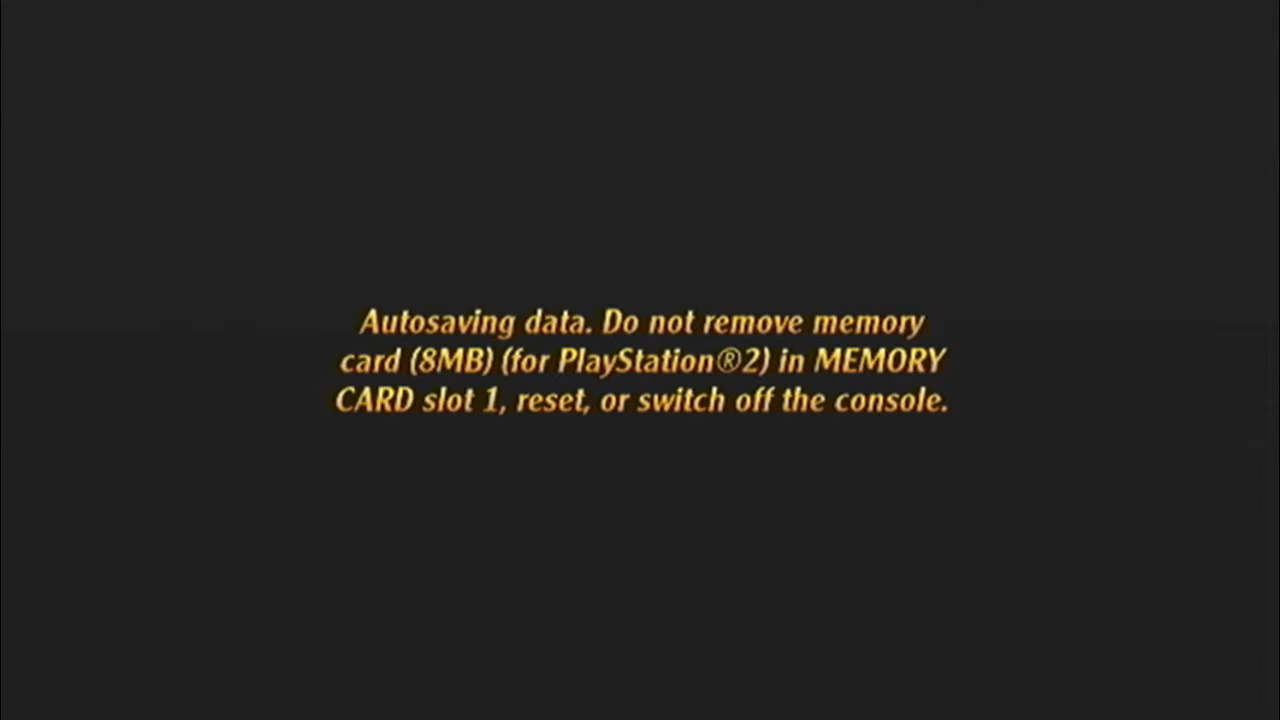 Autosaving data. Do not remove memory
card (8MB) (for PlayStation®2) in MEMORY
CARD slot 1, reset, or switch off the console.